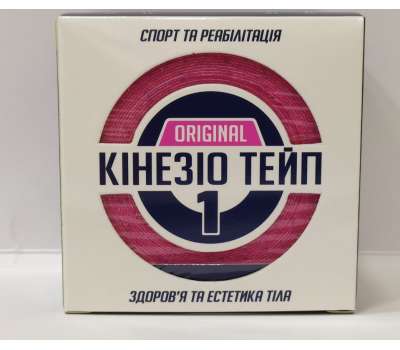 СПОРТ ТА РЕАБІЛІТАЦІЯ
ORIGINAL
КІНЕЗІО ТЕЙП
1
ЗДОРОВ'Я ТА ЕСТЕТИКА ТІЛА